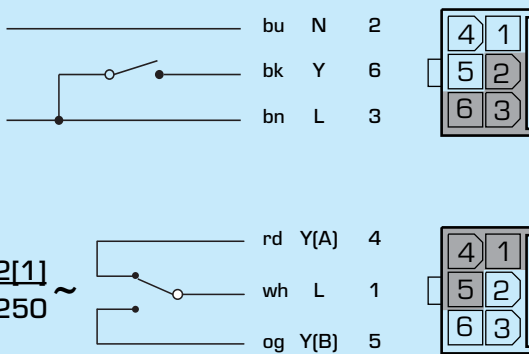 bu N 2
bk Y 6
bn L 3
4 1
5 2
6 3
rd Y(A) 4
wh L 1
og Y(B) 5
2[1]
250 ~
4 1
5 2
6 3